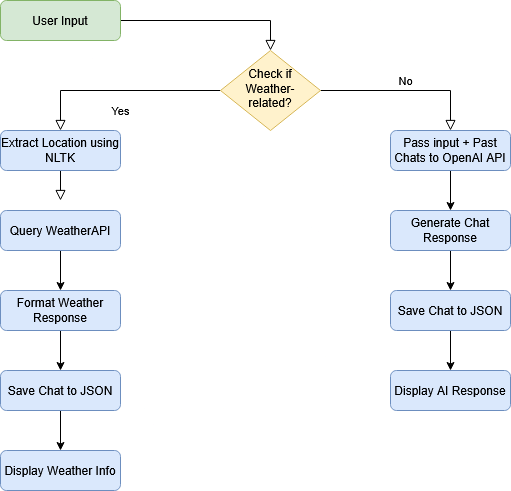 User Input
Check if
Weather-
related?
No
Yes
Extract Location using
NLTK
Pass input + Past
Chats to OpenAI API
Query WeatherAPI
Generate Chat
Response
Format Weather
Response
Save Chat to JSON
Save Chat to JSON
Display AI Response
Display Weather Info